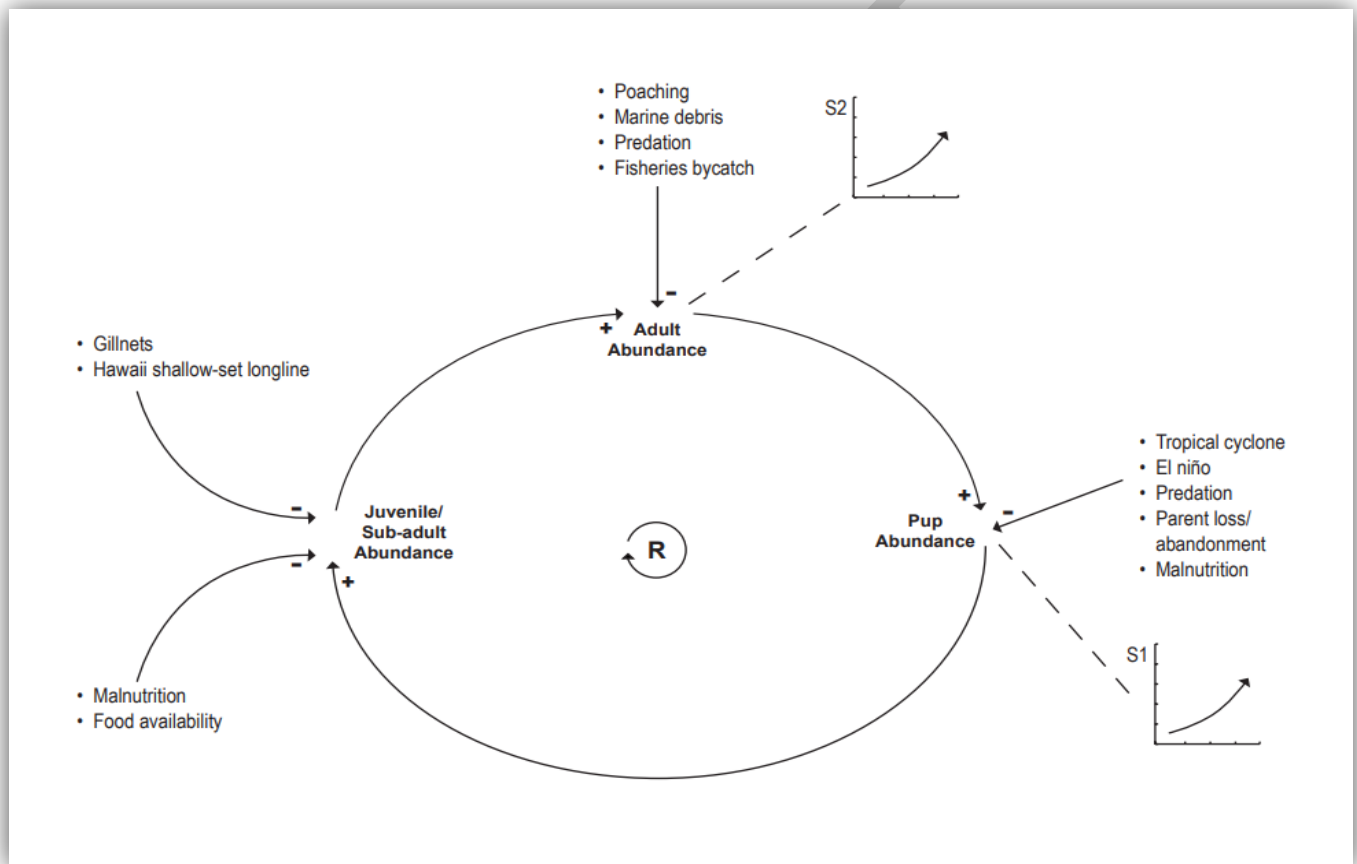 • Poaching
• Marine debris
• Predation
• Fisheries bycatch
S2
-
+
Adult
Abundance
• Gillnets
• Hawaii shallow-set longline
-
Juvenile/
Sub-adult
Abundance
-
+
R
+
-
Pup
Abundance
• Tropical cyclone
• El niño
• Predation
• Parent loss/
abandonment
• Malnutrition
• Malnutrition
• Food availability
S1